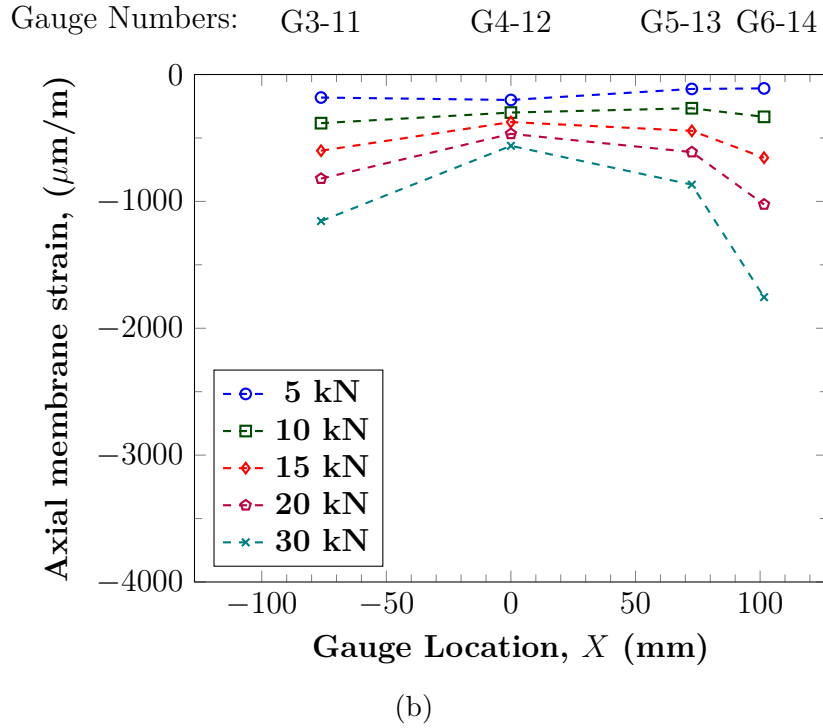 Gauge Numbers: G3-11 G4-12 G5-13 G6-14
0
−1000
−2000
−3000
−4000
Axial membrane strain, (μm/m)
5 kN
10 kN
15 kN
20 kN
30 kN
−100 −50 0 50 100
Gauge Location, X (mm)
(b)